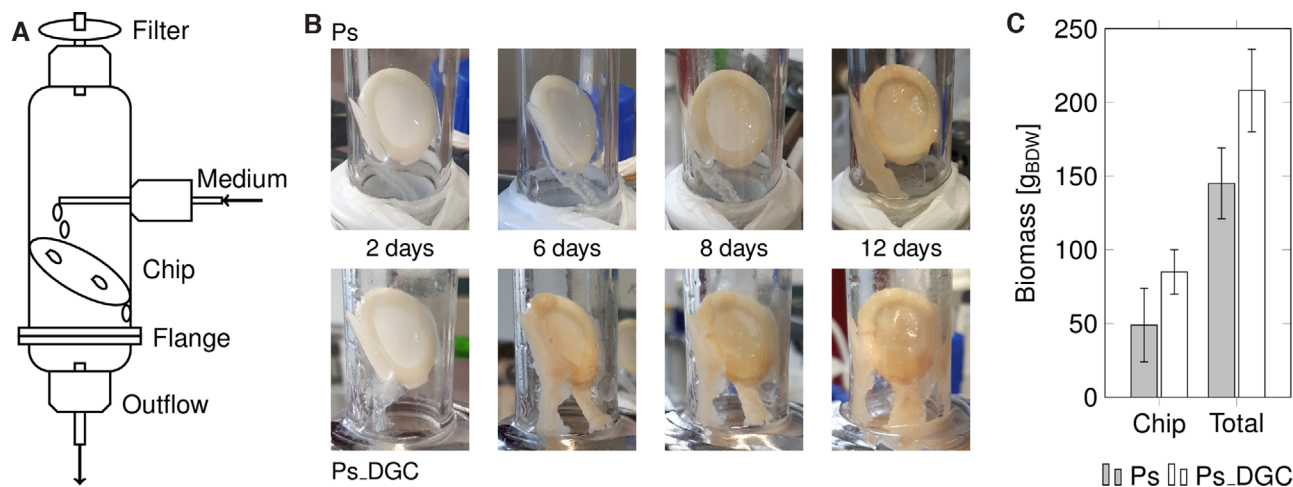 A
Filter
Medium
Chip
Flange
Outflow
B
Ps
2 days
6 days
8 days
12 days
Ps_DGC
C
Biomass [gBDW]
250
200
150
100
50
0
Chip Total
Ps Ps_DGC